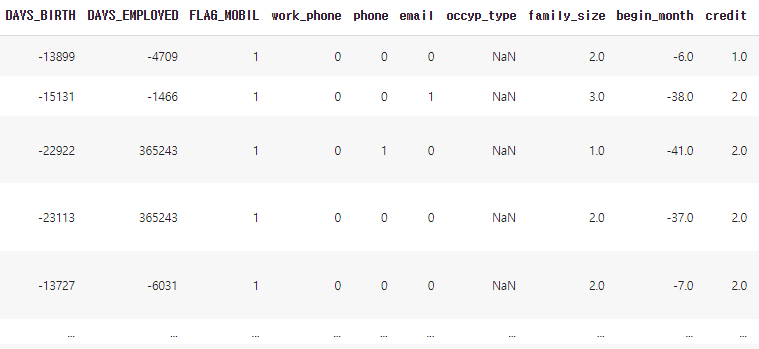 DAYS_BIRTH DAYS_EMPLOYED FLAG_MOBIL work_phone phone email occyp_type family_size begin_month credit
-13899 -4709 1 0 0 0 NaN 2.0 -6.0 1.0
-15131 -1466 1 0 0 1 NaN 3.0 -38.0 2.0
-22922 365243 1 0 1 0 NaN 1.0 -41.0 2.0
-23113 365243 1 0 0 0 NaN 2.0 -37.0 2.0
-13727 -6031 1 0 0 0 NaN 2.0 -7.0 2.0
... ... ... ... ... ... ... ... ... ...